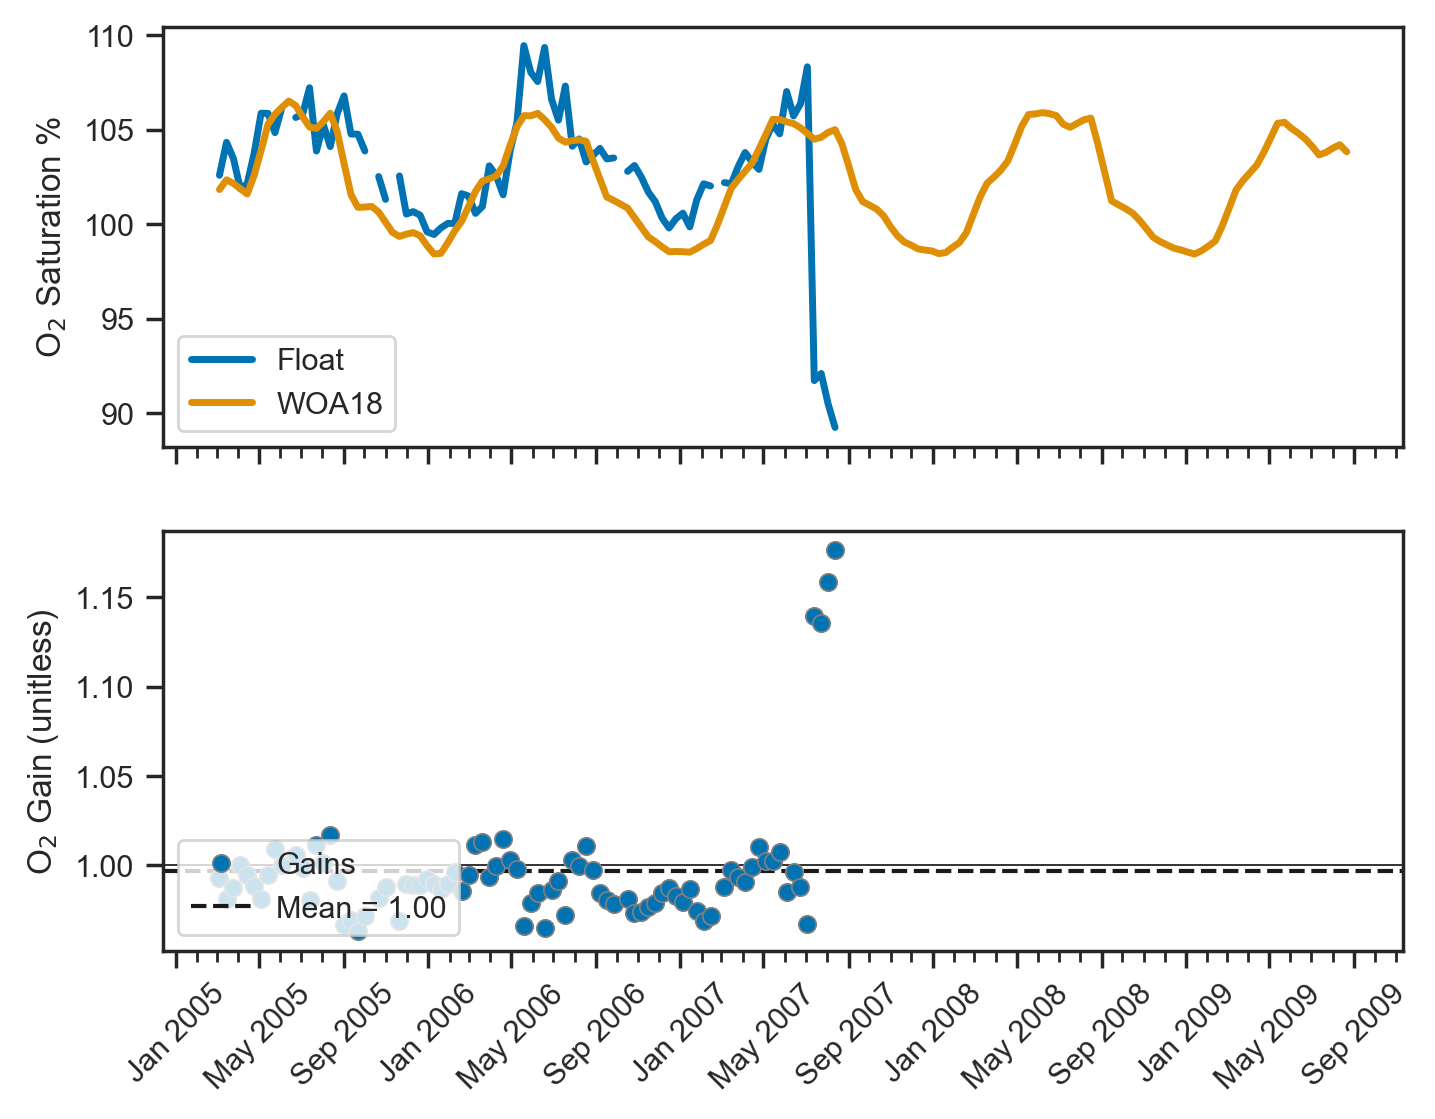 110
105
100
95
90
O₂ Saturation %
Float
WOA18
1.15
1.10
1.05
1.00
O₂ Gain (unitless)
Gains
Mean = 1.00
Jan 2005
May 2005
Sep 2005
Jan 2006
May 2006
Sep 2006
Jan 2007
May 2007
Sep 2007
Jan 2008
May 2008
Sep 2008
Jan 2009
May 2009
Sep 2009